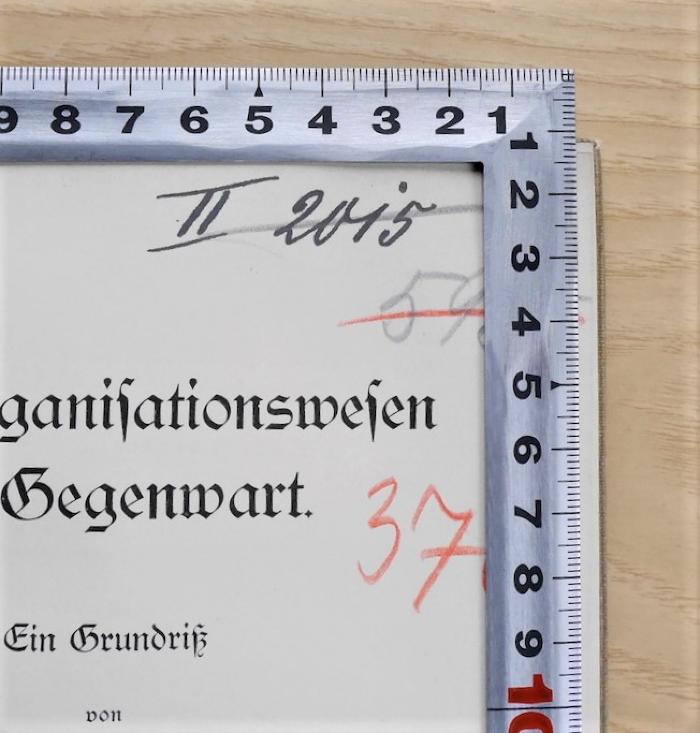 9 8 7 6 5 4 3 2 1
1 2 3 4 5 6 7 8 9 10
II 2015
59
ganiſationsweſen
Gegenwart.
37
Ein Grundriß
von